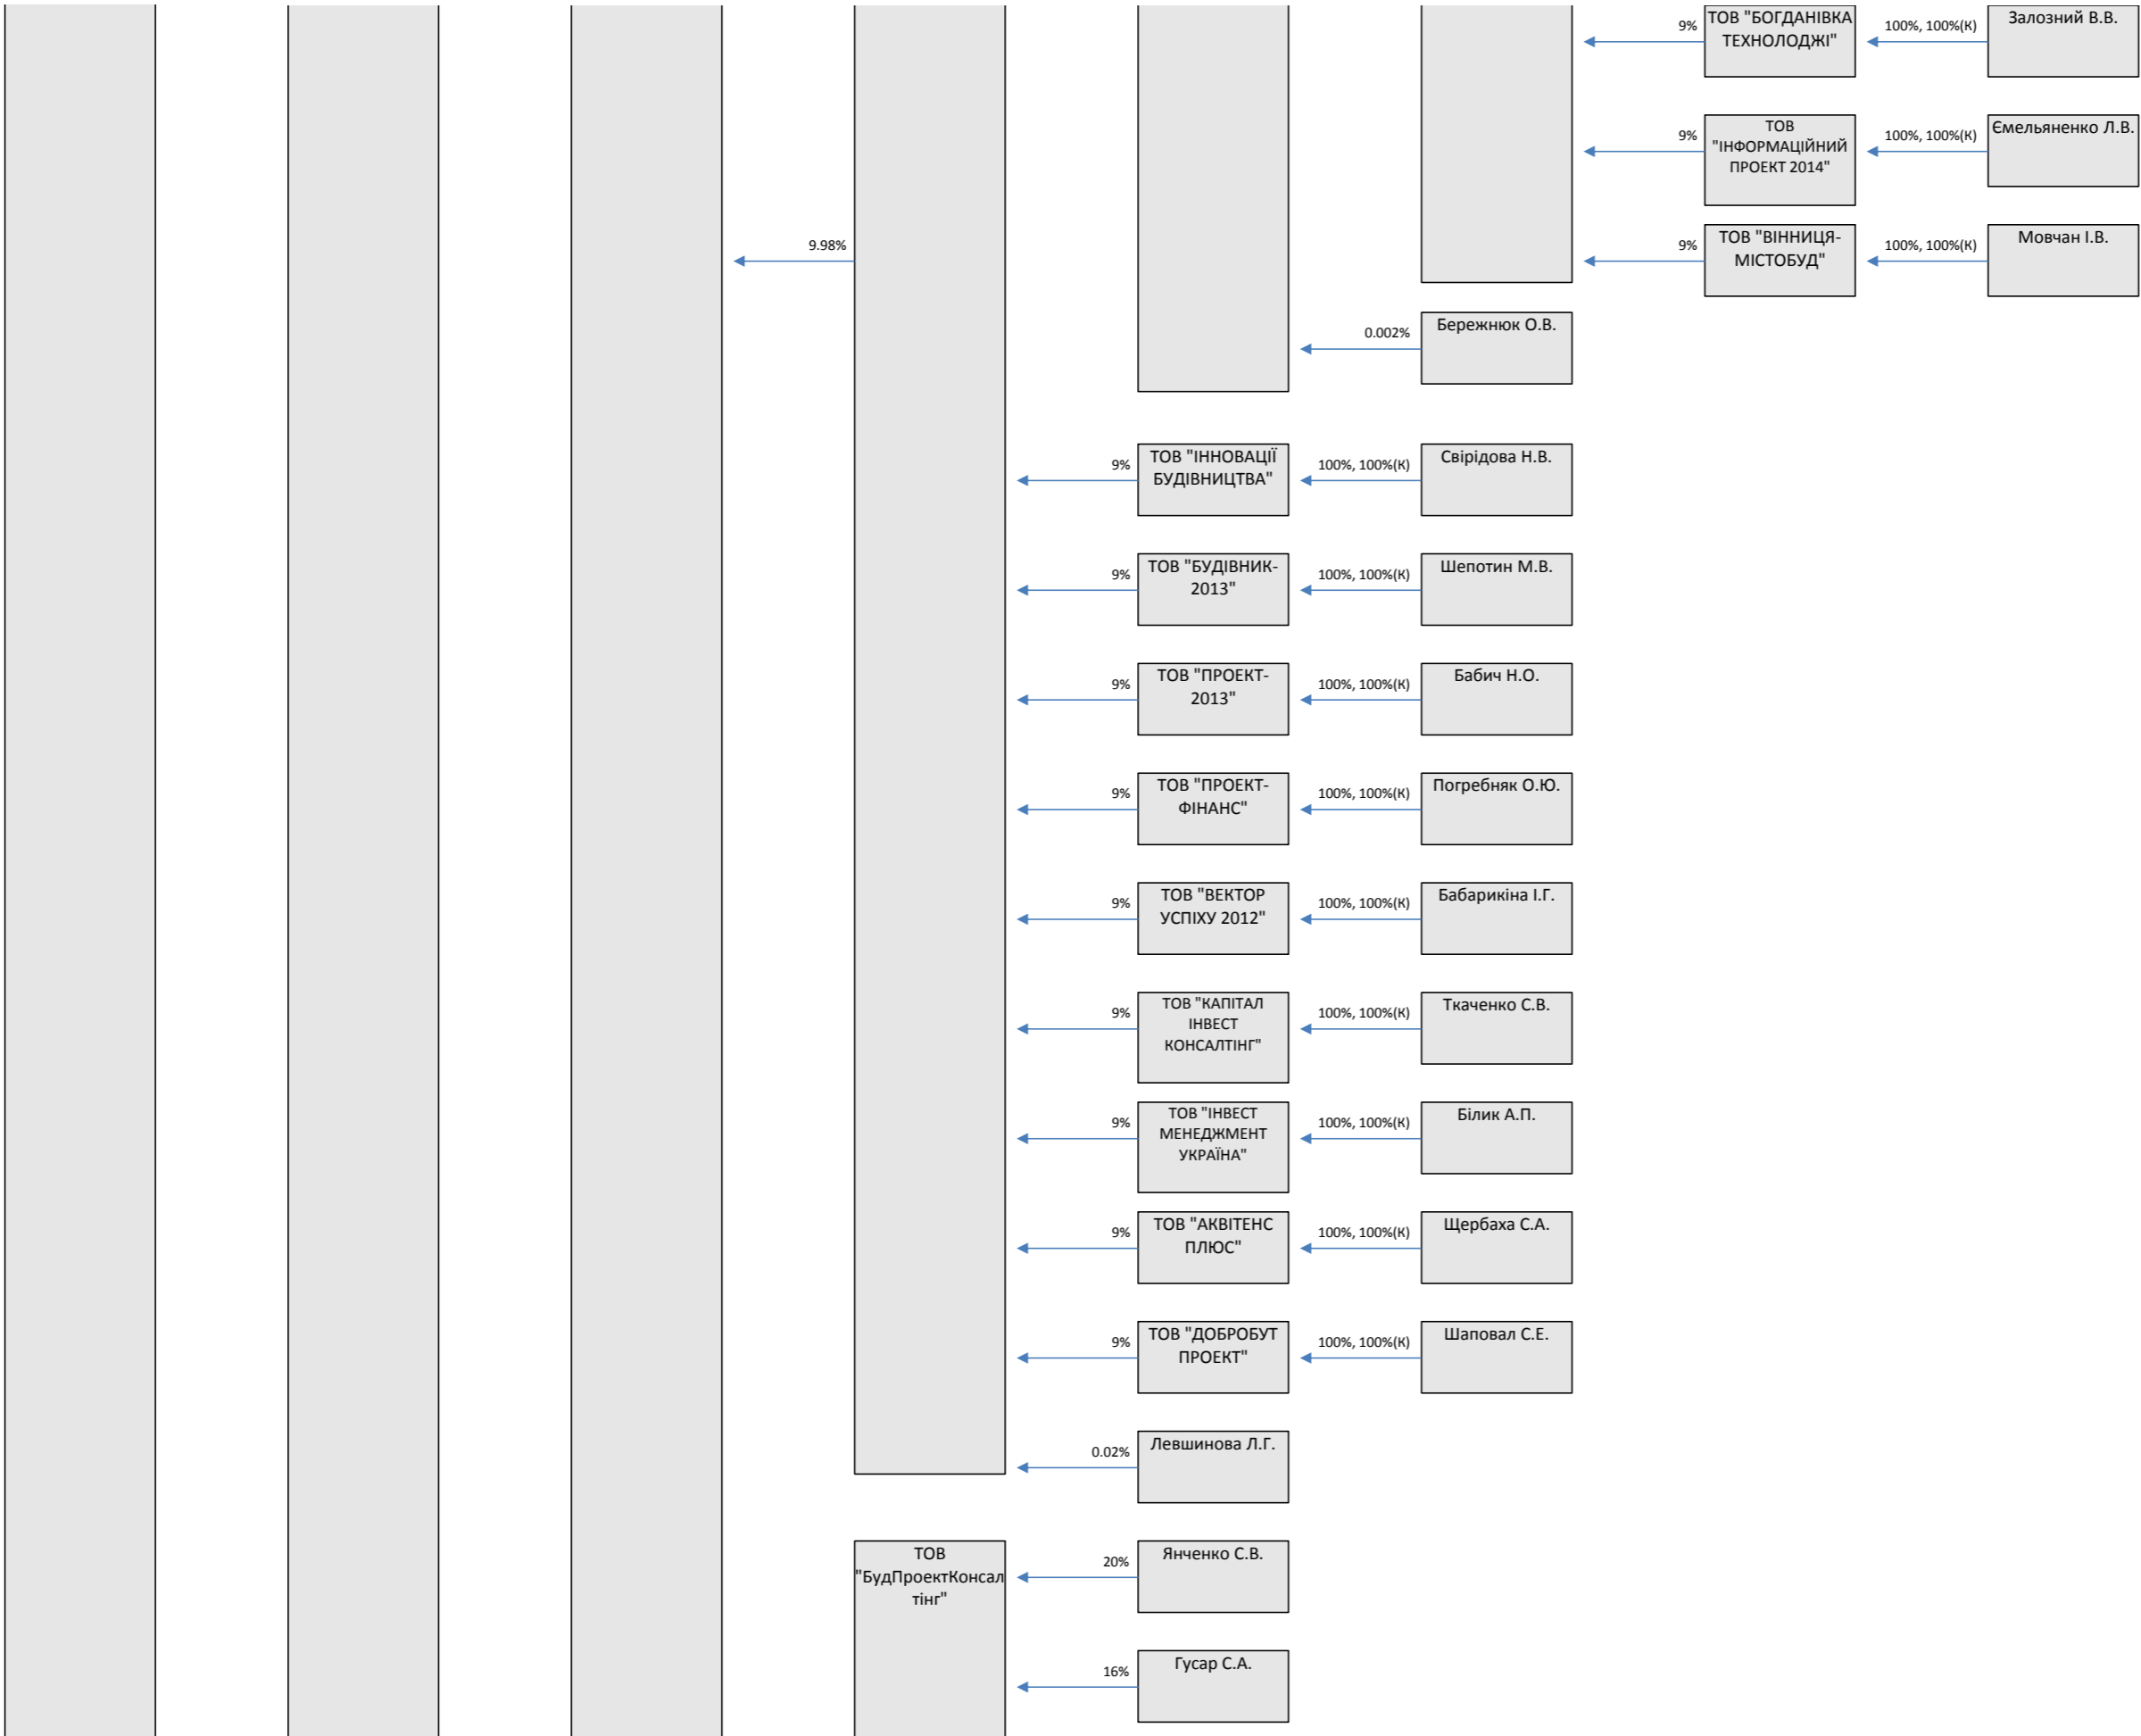 9%
ТОВ "БОГДАНІВКА
ТЕХНОЛОДЖІ"
100%, 100%(К)
Залозний В.В.
9%
ТОВ
"ІНФОРМАЦІЙНИЙ
ПРОЕКТ 2014"
100%, 100%(К)
Ємельяненко Л.В.
9.98%
9%
ТОВ "ВІННИЦЯ-
МІСТОБУД"
100%, 100%(К)
Мовчан І.В.
0.002%
Бережнюк О.В.
9%
ТОВ "ІННОВАЦІЇ
БУДІВНИЦТВА"
100%, 100%(К)
Свірідова Н.В.
9%
ТОВ "БУДІВНИК-
2013"
100%, 100%(К)
Шепотин М.В.
9%
ТОВ "ПРОЕКТ-
2013"
100%, 100%(К)
Бабич Н.О.
9%
ТОВ "ПРОЕКТ-
ФІНАНС"
100%, 100%(К)
Погребняк О.Ю.
9%
ТОВ "ВЕКТОР
УСПІХУ 2012"
100%, 100%(К)
Бабарикіна І.Г.
9%
ТОВ "КАПІТАЛ
ІНВЕСТ
КОНСАЛТІНГ"
100%, 100%(К)
Ткаченко С.В.
9%
ТОВ "ІНВЕСТ
МЕНЕДЖМЕНТ
УКРАЇНА"
100%, 100%(К)
Білик А.П.
9%
ТОВ "АКВІТЕНС
ПЛЮС"
100%, 100%(К)
Щербаха С.А.
9%
ТОВ "ДОБРОБУТ
ПРОЕКТ"
100%, 100%(К)
Шаповал С.Е.
0.02%
Левшинова Л.Г.
ТОВ
"БудПроектКонсал
тінг"
20%
Янченко С.В.
16%
Гусар С.А.